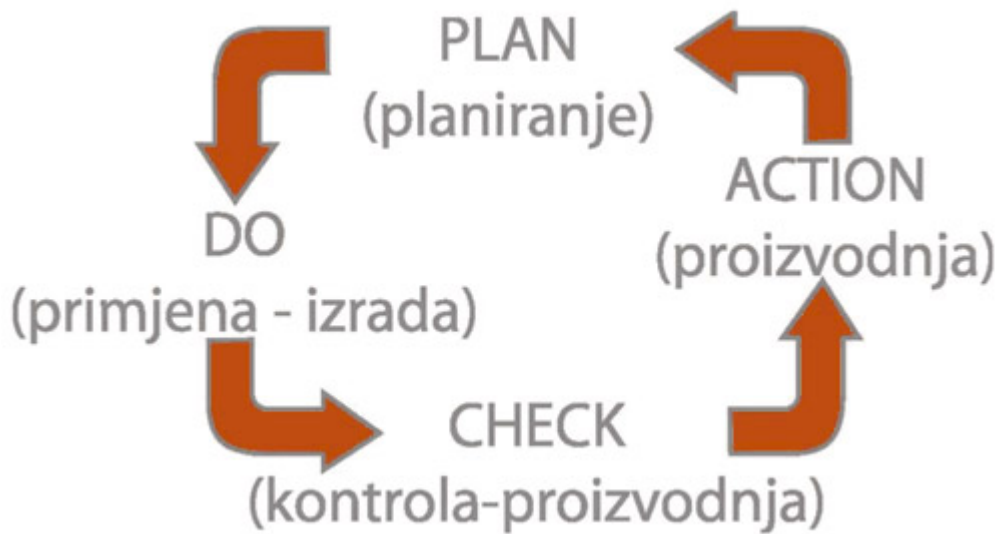 PLAN
(planiranje)
ACTION
(proizvodnja)
DO
(primjena - izrada)
CHECK
(kontrola-proizvodnja)